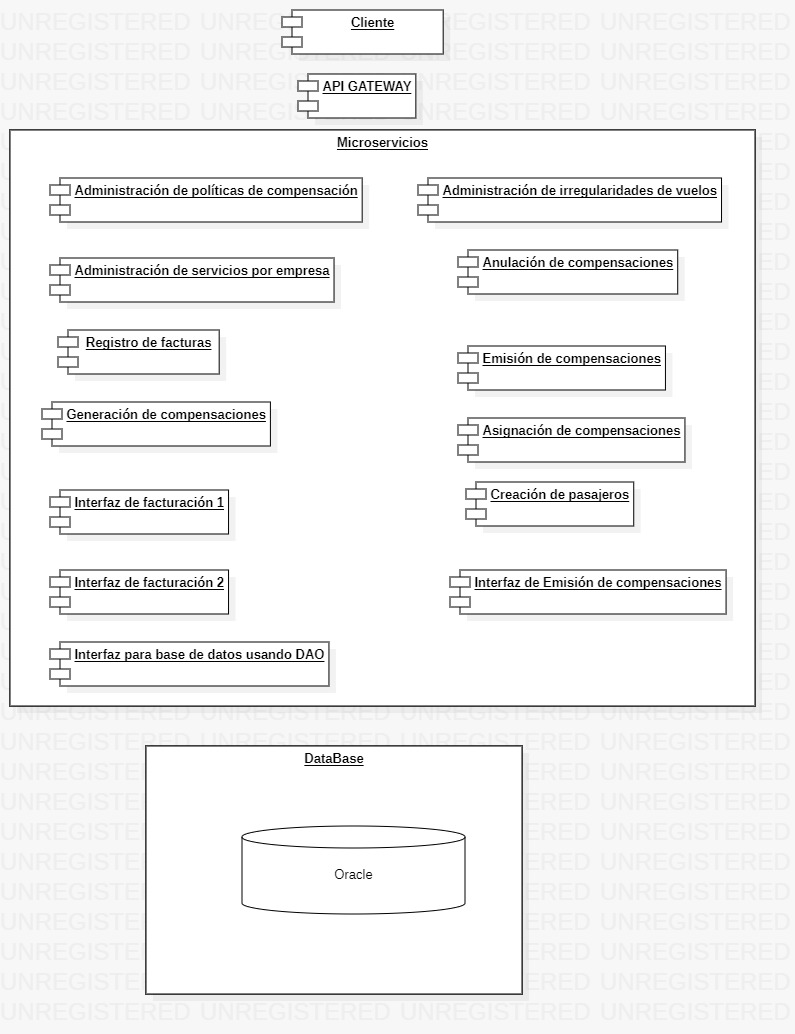 Cliente
API GATEWAY
Microservicios
Administración de políticas de compensación
Administración de irregularidades de vuelos
Administración de servicios por empresa
Anulación de compensaciones
Registro de facturas
Emisión de compensaciones
Generación de compensaciones
Asignación de compensaciones
Creación de pasajeros
Interfaz de facturación 1
Interfaz de facturación 2
Interfaz de Emisión de compensaciones
Interfaz para base de datos usando DAO
DataBase
Oracle
UNREGISTERED